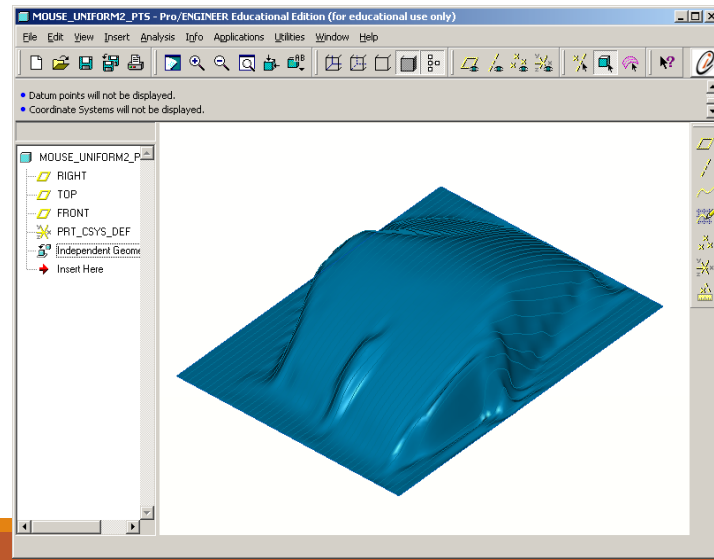 MOUSE_UNIFORM2_PTS - Pro/ENGINEER Educational Edition (for educational use only)
File Edit View Insert Analysis Info Applications Utilities Window Help
• Datum points will not be displayed.
• Coordinate Systems will not be displayed.
MOUSE_UNIFORM2_P
RIGHT
TOP
FRONT
PRT_CSYS_DEF
Independent Geome
Insert Here